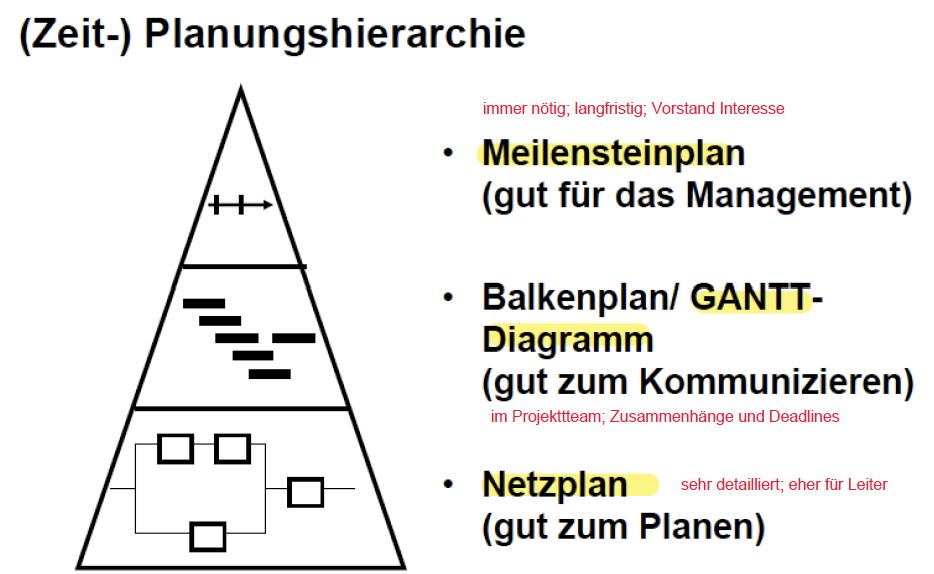 (Zeit-) Planungshierarchie
immer nötig; langfristig; Vorstand Interesse
• Meilensteinplan
(gut für das Management)
• Balkenplan/ GANTT-
Diagramm
(gut zum Kommunizieren)
im Projekttteam; Zusammenhänge und Deadlines
• Netzplan
sehr detailliert; eher für Leiter
(gut zum Planen)